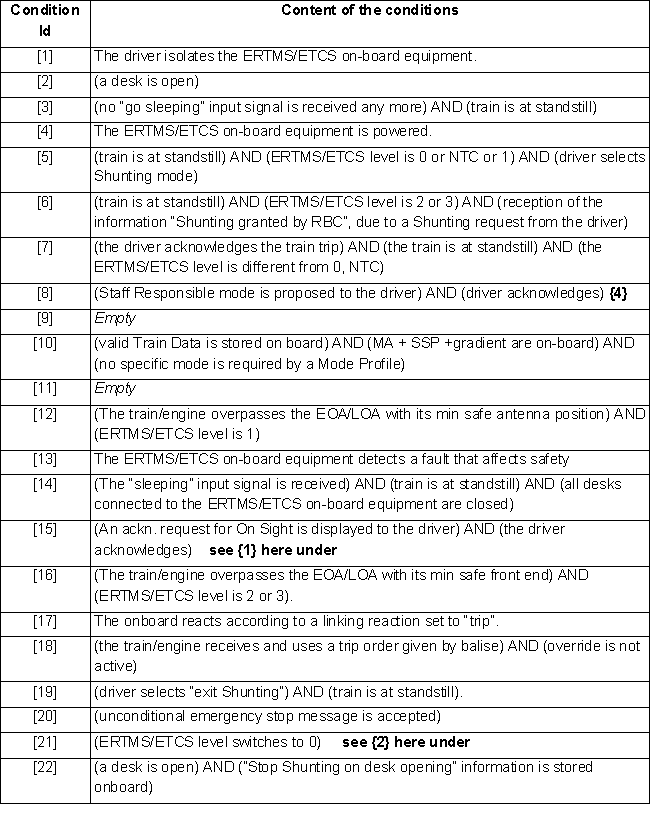 Condition Id Content of the conditions
[1] The driver isolates the ERTMS/ETCS on-board equipment.
[2] (a desk is open)
[3] (no “go sleeping” input signal is received any more) AND (train is at standstill)
[4] The ERTMS/ETCS on-board equipment is powered.
[5] (train is at standstill) AND (ERTMS/ETCS level is 0 or NTC or 1) AND (driver selects
Shunting mode)
[6] (train is at standstill) AND (ERTMS/ETCS level is 2 or 3) AND (reception of the
information “Shunting granted by RBC”, due to a Shunting request from the driver)
[7] (the driver acknowledges the train trip) AND (the train is at standstill) AND (the
ERTMS/ETCS level is different from 0, NTC)
[8] (Staff Responsible mode is proposed to the driver) AND (driver acknowledges) {4}
[9] Empty
[10] (valid Train Data is stored on board) AND (MA + SSP +gradient are on-board) AND
(no specific mode is required by a Mode Profile)
[11] Empty
[12] (The train/engine overpasses the EOA/LOA with its min safe antenna position) AND
(ERTMS/ETCS level is 1)
[13] The ERTMS/ETCS on-board equipment detects a fault that affects safety
[14] (The “sleeping” input signal is received) AND (train is at standstill) AND (all desks
connected to the ERTMS/ETCS on-board equipment are closed)
[15] (An ackn. request for On Sight is displayed to the driver) AND (the driver
acknowledges) see {1} here under
[16] (The train/engine overpasses the EOA/LOA with its min safe front end) AND
(ERTMS/ETCS level is 2 or 3).
[17] The onboard reacts according to a linking reaction set to “trip”.
[18] (the train/engine receives and uses a trip order given by balise) AND (override is not
active)
[19] (driver selects “exit Shunting”) AND (train is at standstill).
[20] (unconditional emergency stop message is accepted)
[21] (ERTMS/ETCS level switches to 0) see {2} here under
[22] (a desk is open) AND (“Stop Shunting on desk opening” information is stored
onboard)